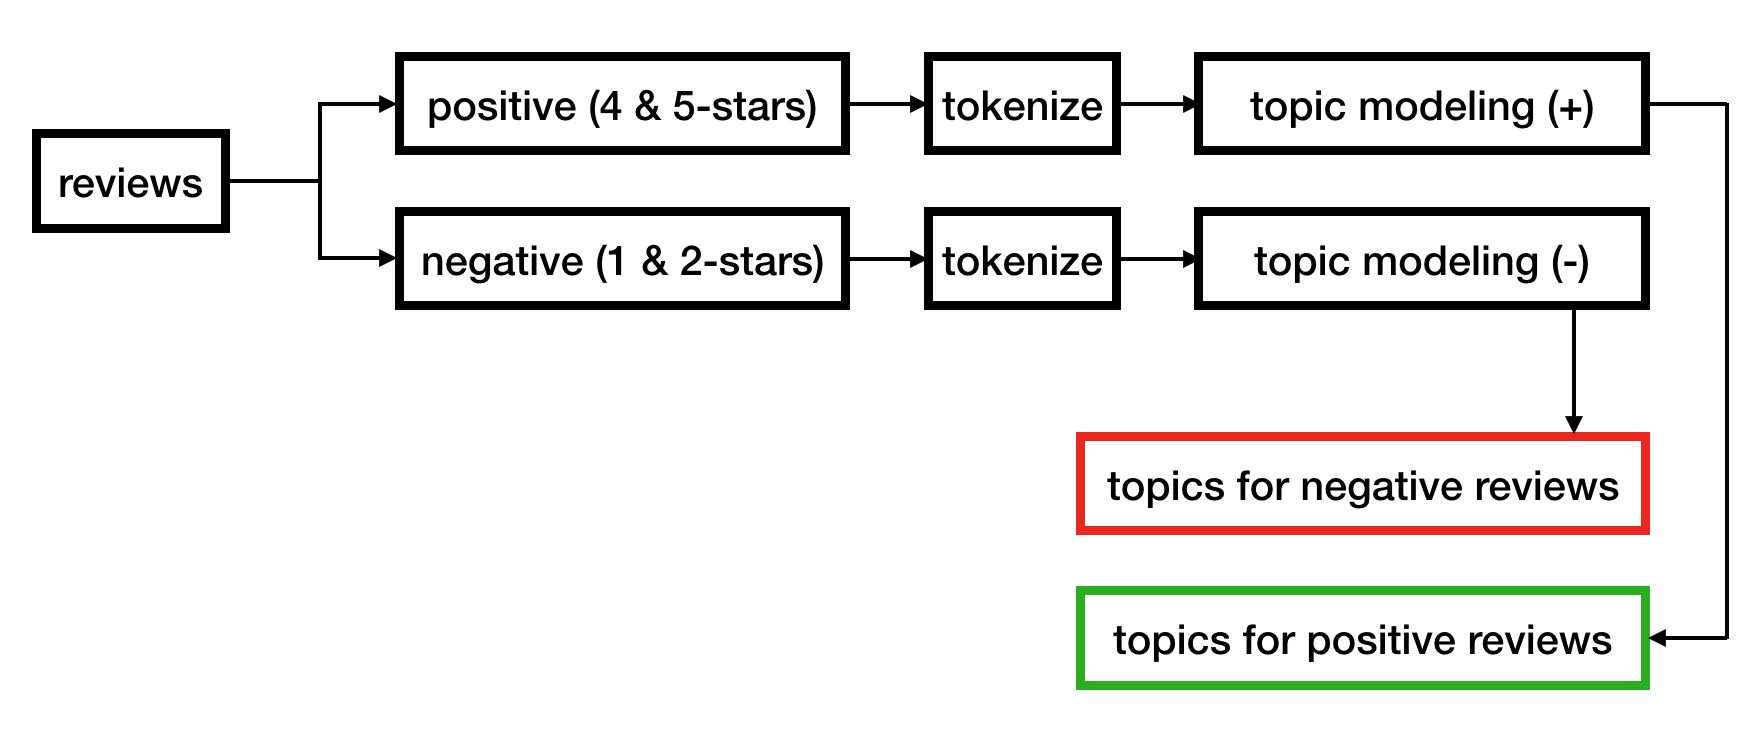 positive (4 & 5-stars)
tokenize
topic modeling (+)
reviews
negative (1 & 2-stars)
tokenize
topic modeling (-)
topics for negative reviews
topics for positive reviews